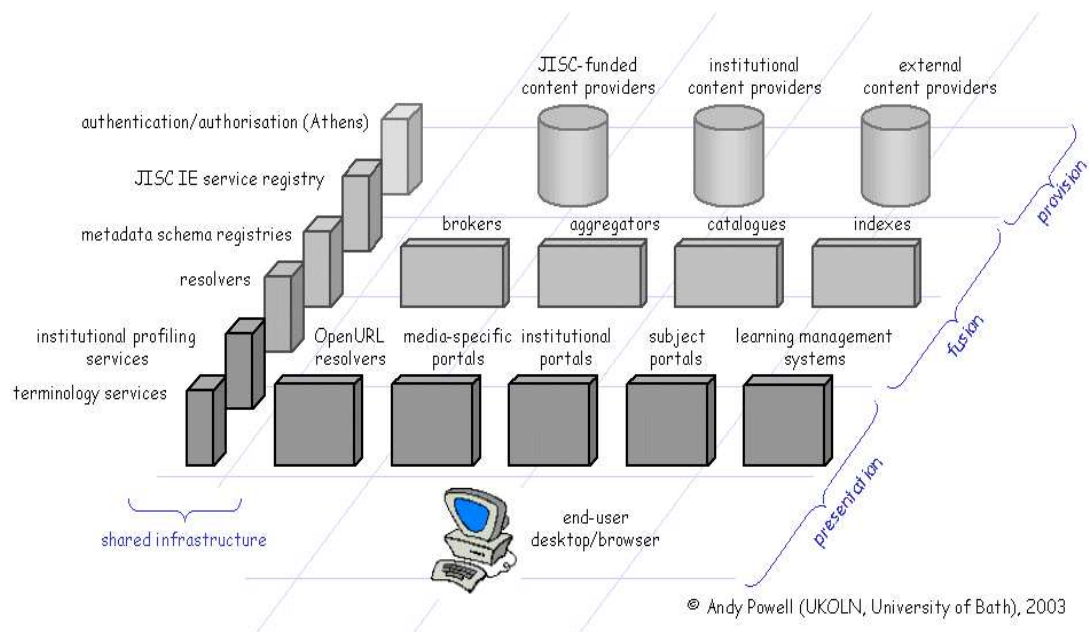 JISC-funded
content providers
institutional
content providers
external
content providers
authentication/authorisation (Athens)
JISC IE service registry
metadata schema registries
resolvers
institutional profiling
services
terminology services
brokers
aggregators
catalogues
indexes
OpenURL
resolvers
media-specific
portals
institutional
portals
subject
portals
learning management
systems
provision
fusion
presentation
shared infrastructure
end-user
desktop/browser
© Andy Powell (UKOLN, University of Bath), 2003